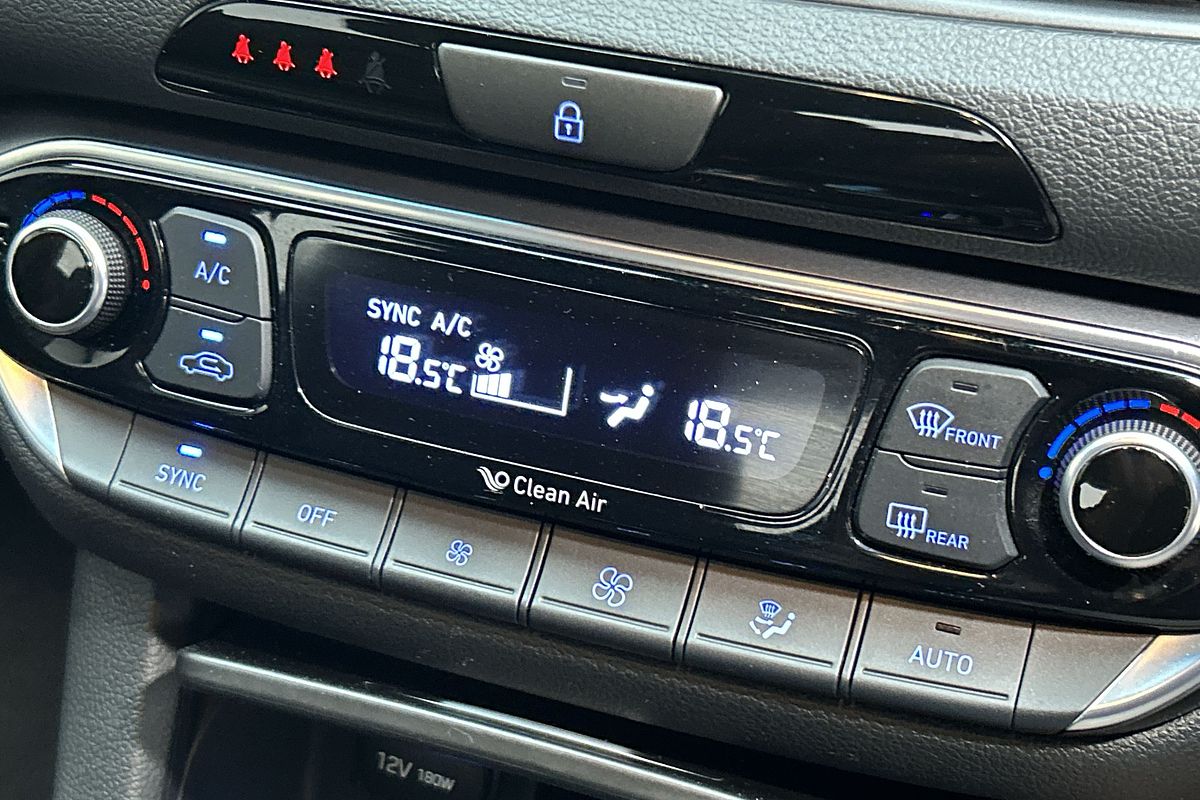 A/C
SYNC A/C
18.5°C
18.5°C
Clean Air
FRONT
REAR
SYNC
OFF
AUTO
12V 180W